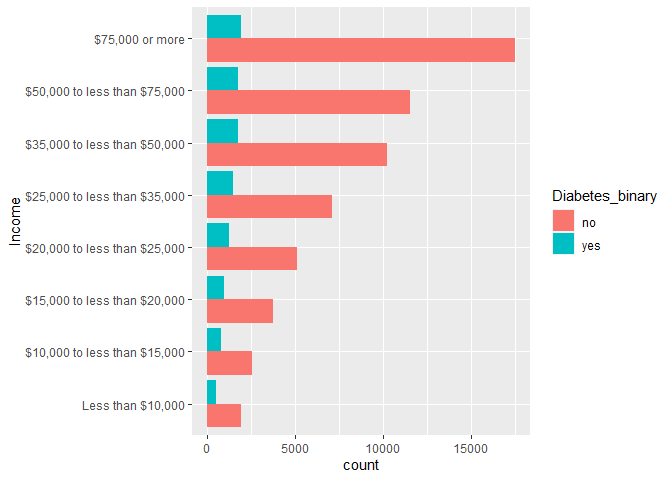 $75,000 or more
$50,000 to less than $75,000
$35,000 to less than $50,000
$25,000 to less than $35,000
$20,000 to less than $25,000
$15,000 to less than $20,000
$10,000 to less than $15,000
Less than $10,000
Income
0 5000 10000 15000
count
Diabetes_binary
no
yes